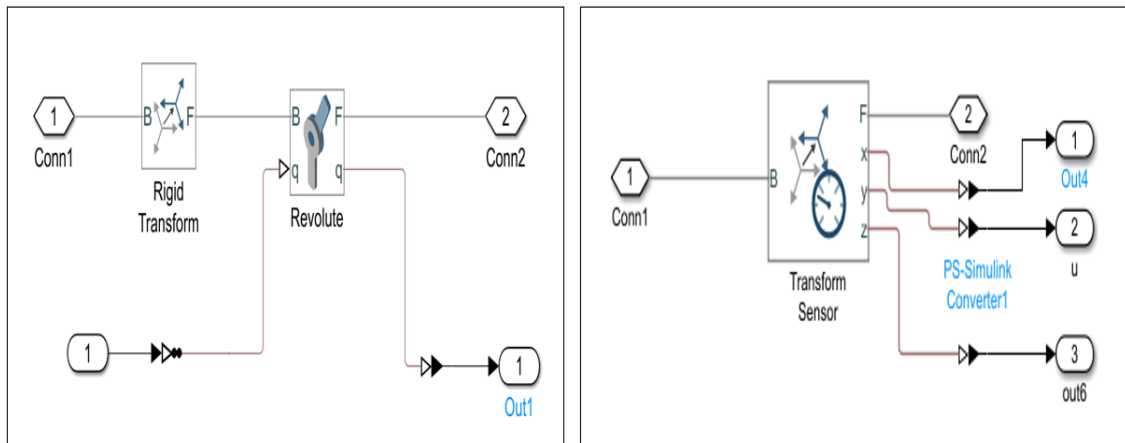 1
Conn1
B
F
Rigid
Transform
B
F
q
q
Revolute
2
Conn2
1
1
Out1
1
Conn1
B
F
x
y
z
Transform
Sensor
2
Conn2
1
Out4
2
u
PS-Simulink
Converter1
3
out6